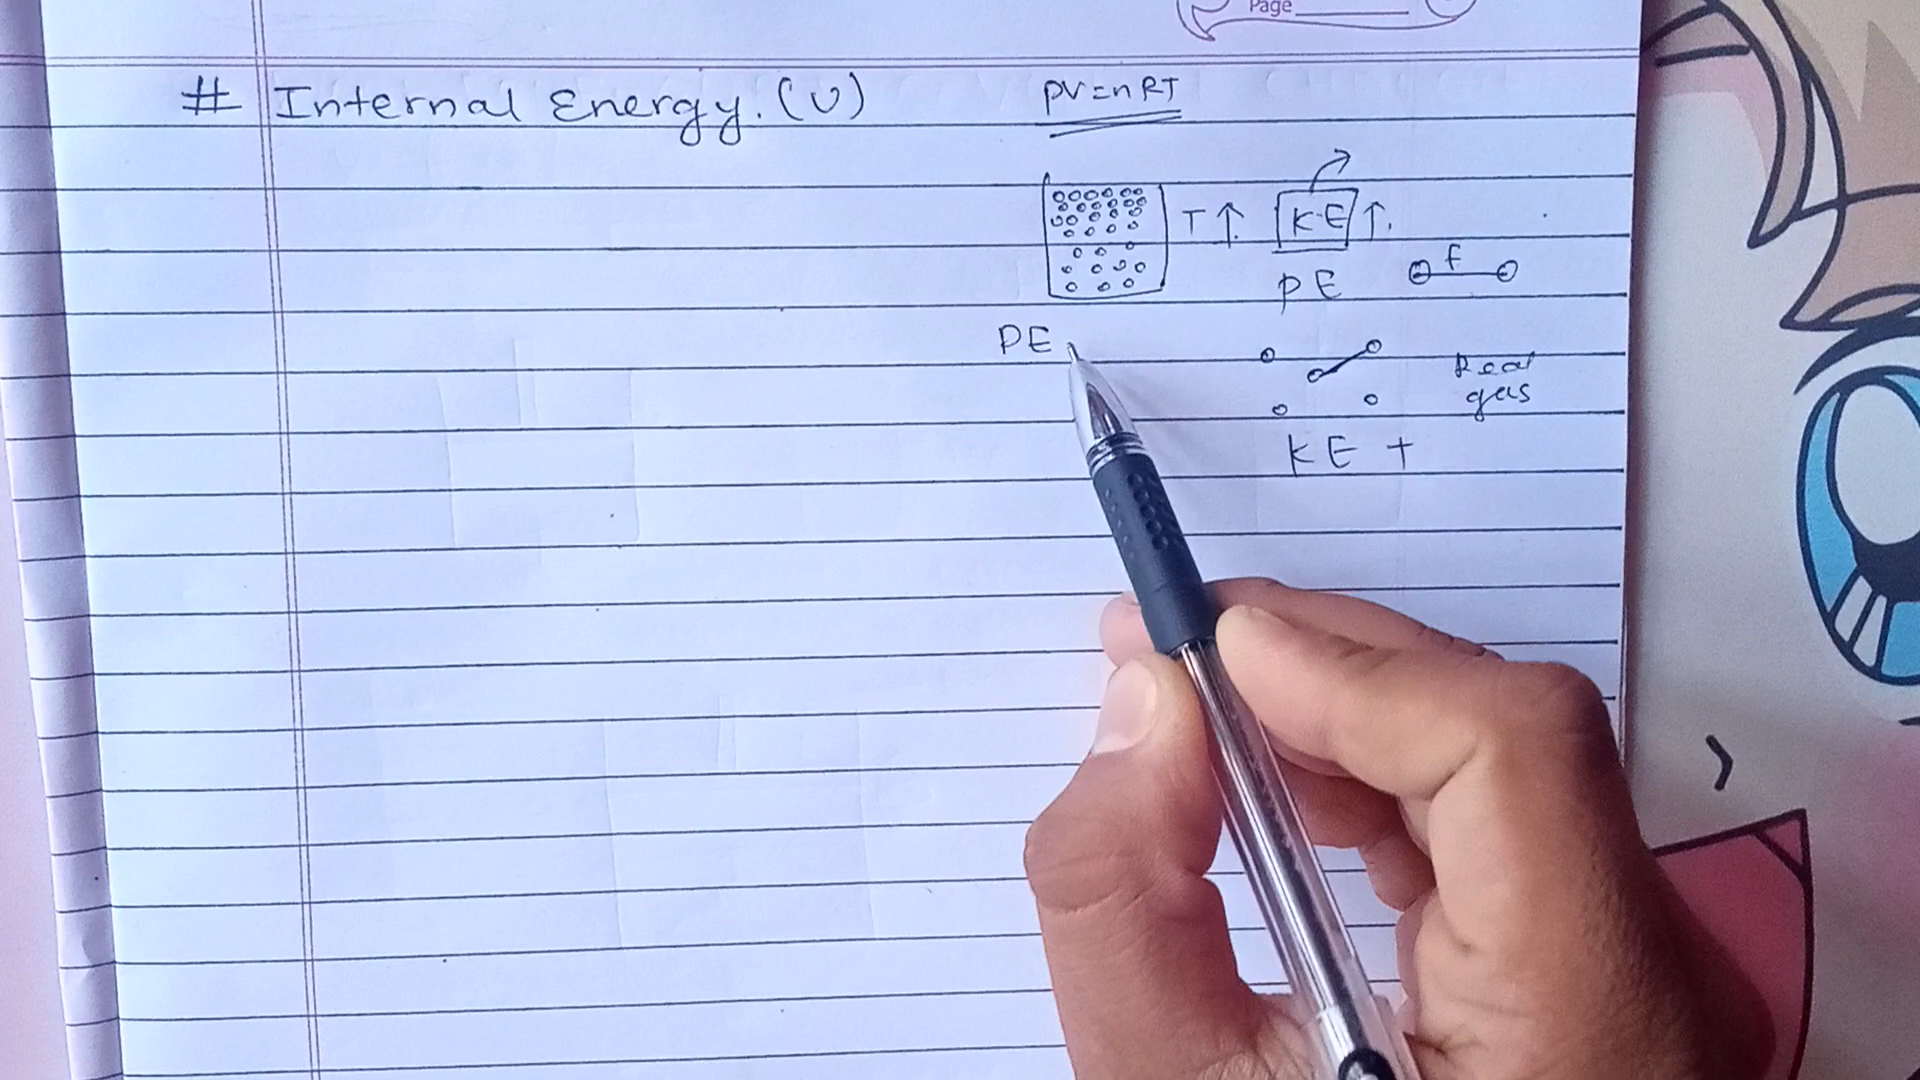 Page
# Internal Energy. (U)
PV=nRT
T↑ K·E ↑.
PE
f
PE
Real
gas
KE +